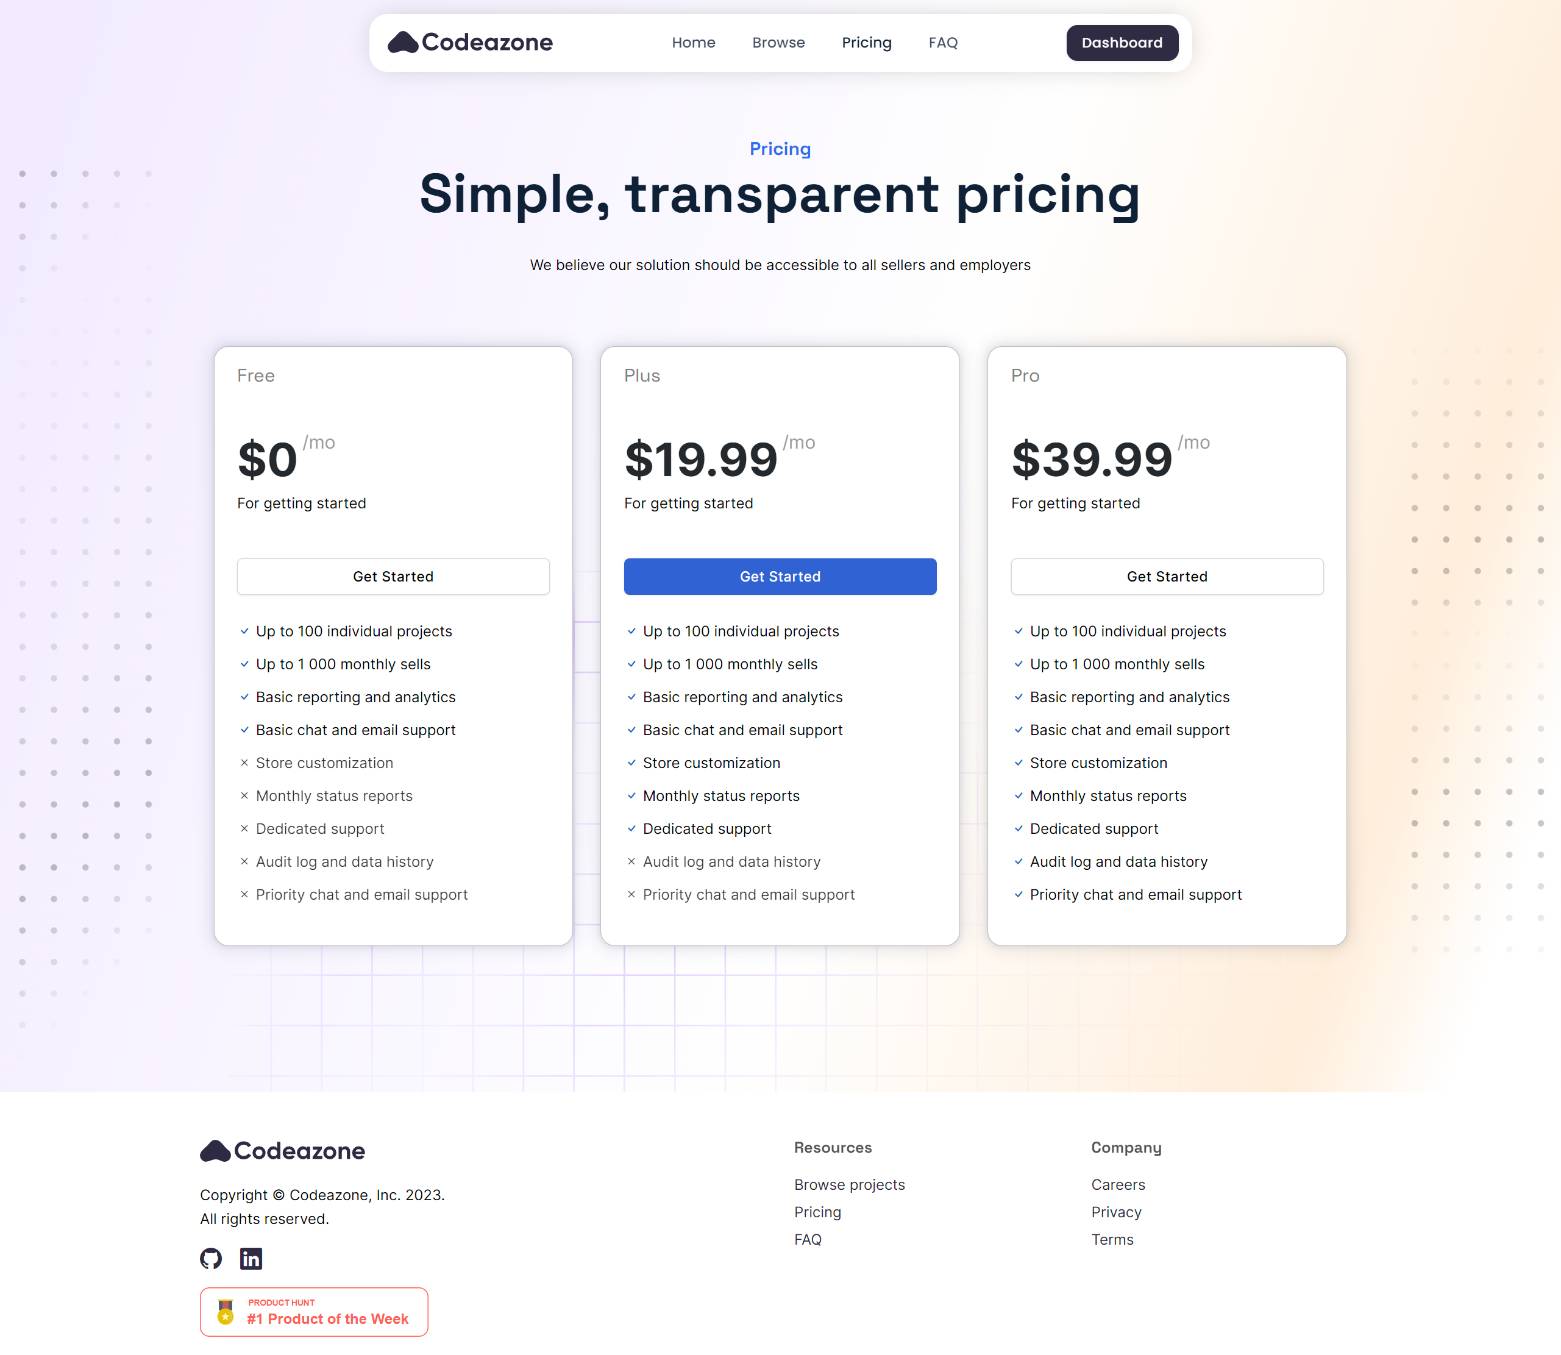 Codeazone
Home
Browse
Pricing
FAQ
Dashboard
Pricing
Simple, transparent pricing
We believe our solution should be accessible to all sellers and employers
Free
$0 /mo
For getting started
Get Started
Up to 100 individual projects
Up to 1 000 monthly sells
Basic reporting and analytics
Basic chat and email support
Store customization
Monthly status reports
Dedicated support
Audit log and data history
Priority chat and email support
Plus
$19.99 /mo
For getting started
Get Started
Up to 100 individual projects
Up to 1 000 monthly sells
Basic reporting and analytics
Basic chat and email support
Store customization
Monthly status reports
Dedicated support
Audit log and data history
Priority chat and email support
Pro
$39.99 /mo
For getting started
Get Started
Up to 100 individual projects
Up to 1 000 monthly sells
Basic reporting and analytics
Basic chat and email support
Store customization
Monthly status reports
Dedicated support
Audit log and data history
Priority chat and email support
Codeazone
Copyright © Codeazone, Inc. 2023.
All rights reserved.
in
PRODUCT HUNT
#1 Product of the Week
Resources
Browse projects
Pricing
FAQ
Company
Careers
Privacy
Terms